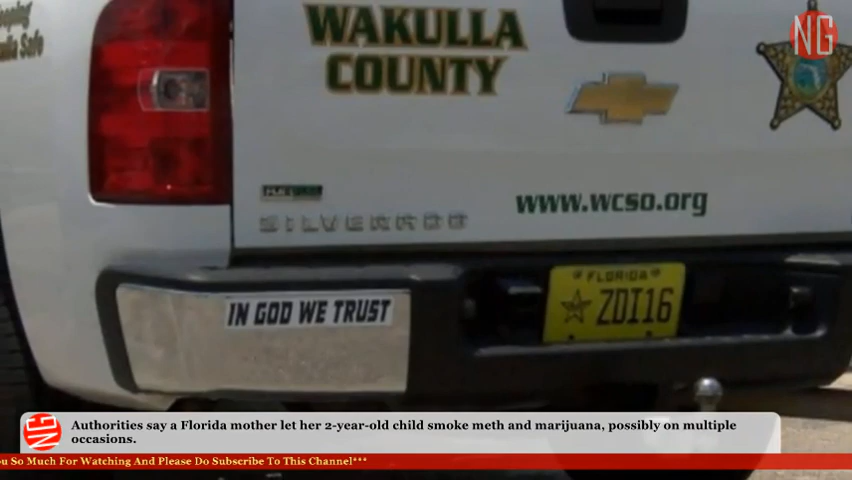 WAKULLA
COUNTY
NG
www.wcso.org
SILVERADO
FLORIDA
ZDI16
IN GOD WE TRUST
NG
Authorities say a Florida mother let her 2-year-old child smoke meth and marijuana, possibly on multiple
occasions.
u So Much For Watching And Please Do Subscribe To This Channel***